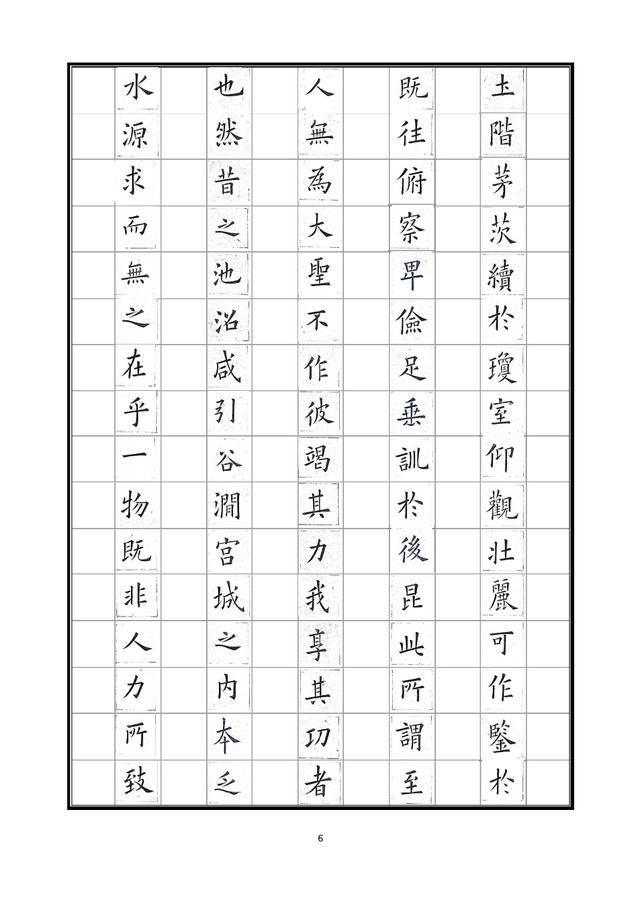 圡階茅茨續於瓊室仰觀壯麗可作鑒於
既往俯察卑儉足垂訓於後昆此所謂至
人無為大聖不作彼竭其力我享其功者
也然昔之池沼咸引谷澗宮城之内本乏
水源求而無之在乎一物既非人力所致
6